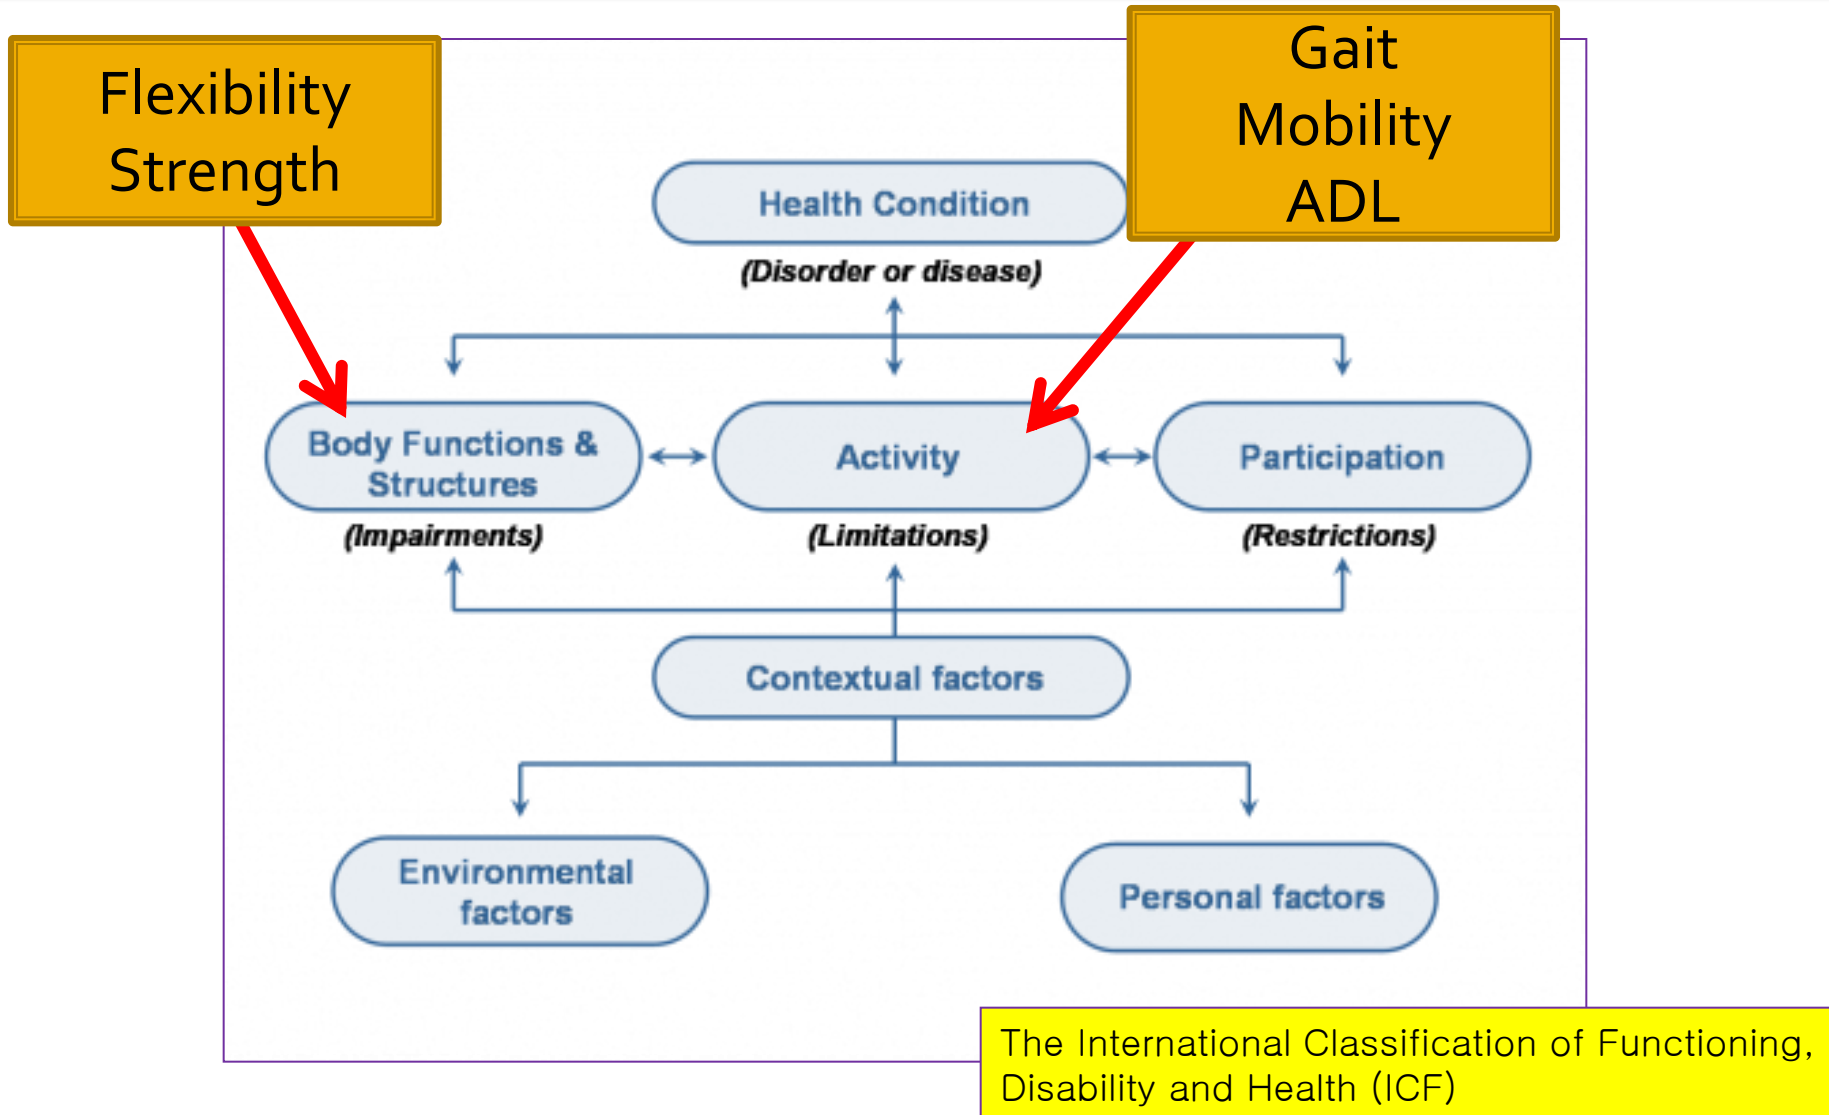 Flexibility
Strength
Gait
Mobility
ADL
Health Condition
(Disorder or disease)
Body Functions &
Structures
(Impairments)
Activity
(Limitations)
Participation
(Restrictions)
Contextual factors
Environmental
factors
Personal factors
The International Classification of Functioning,
Disability and Health (ICF)